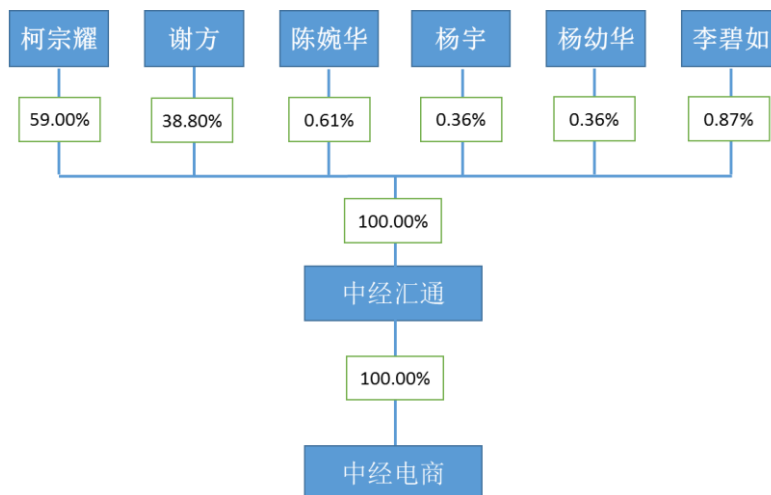 柯宗耀 谢方 陈婉华 杨宇 杨幼华 李碧如
59.00% 38.80% 0.61% 0.36% 0.36% 0.87%
100.00%
中经汇通
100.00%
中经电商